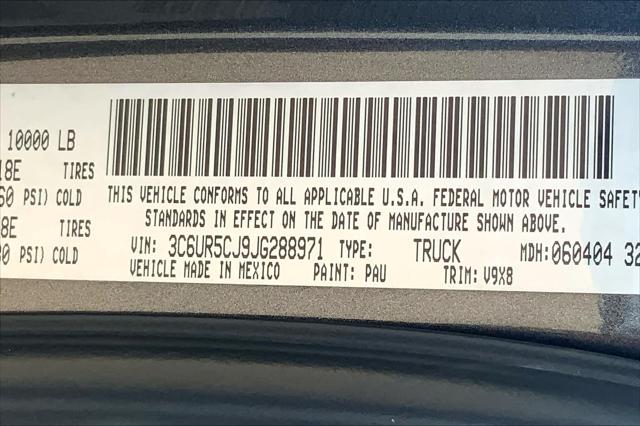 10000 LB
18E TIRES
60 PSI) COLD
THIS VEHICLE CONFORMS TO ALL APPLICABLE U.S.A. FEDERAL MOTOR VEHICLE SAFETY
8E TIRES
STANDARDS IN EFFECT ON THE DATE OF MANUFACTURE SHOWN ABOVE.
80 PSI) COLD
VIN: 3C6UR5CJ9JG288971 TYPE: TRUCK MDH:060404 32
VEHICLE MADE IN MEXICO PAINT: PAU TRIM: V9X8